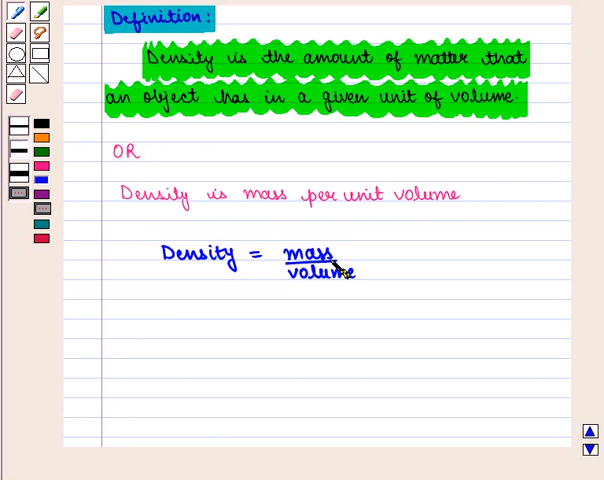 Definition:
Density is the amount of matter that
an object has in a given unit of volume.
OR
Density is mass per unit volume
Density = mass
volume